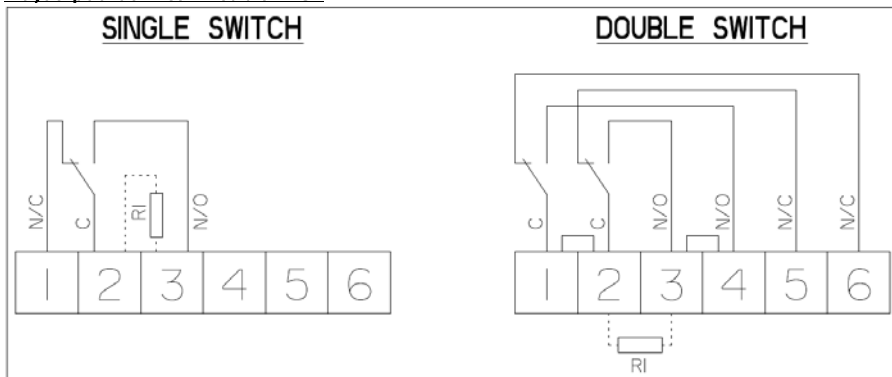 SINGLE SWITCH
N/C
C
RI
N/O
1 2 3 4 5 6
DOUBLE SWITCH
C
C
N/O
N/O
N/C
N/C
1 2 3 4 5 6
RI